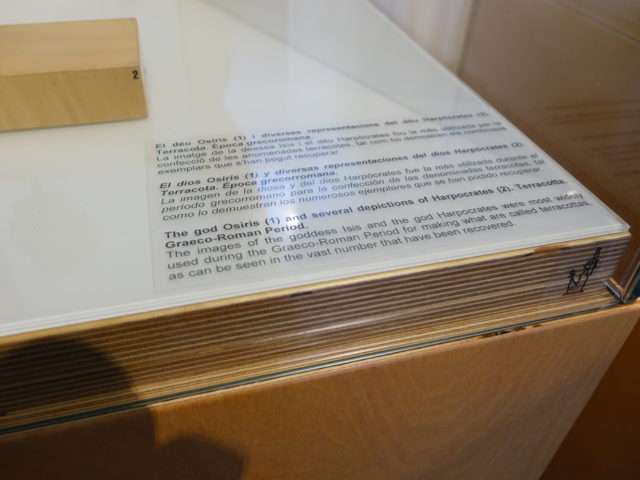 2
El déu Osiris (1) i diverses representacions del déu Harpòcrates (2).
Terracota. Època grecoromana.
La imatge de la deessa Isis i el déu Harpòcrates fou la més utilitzada per la
confecció de les anomenades terracotes, tal com ho demostren els nombrosos
exemplars que s'han pogut recuperar.
El dios Osiris (1) y diversas representaciones del dios Harpócrates (2).
Terracota. Época grecorromana.
La imagen de la diosa y del dios Harpócrates fue la más utilizada durante el
período grecorromano para la confección de las denominadas terracotas, tal
como lo demuestran los numerosos ejemplares que se han podido recuperar.
The god Osiris (1) and several depictions of Harpocrates (2). Terracotta.
Graeco-Roman Period.
The images of the goddess Isis and the god Harpocrates were most widely
used during the Graeco-Roman Period for making what are called terracottas,
as can be seen in the vast number that have been recovered.